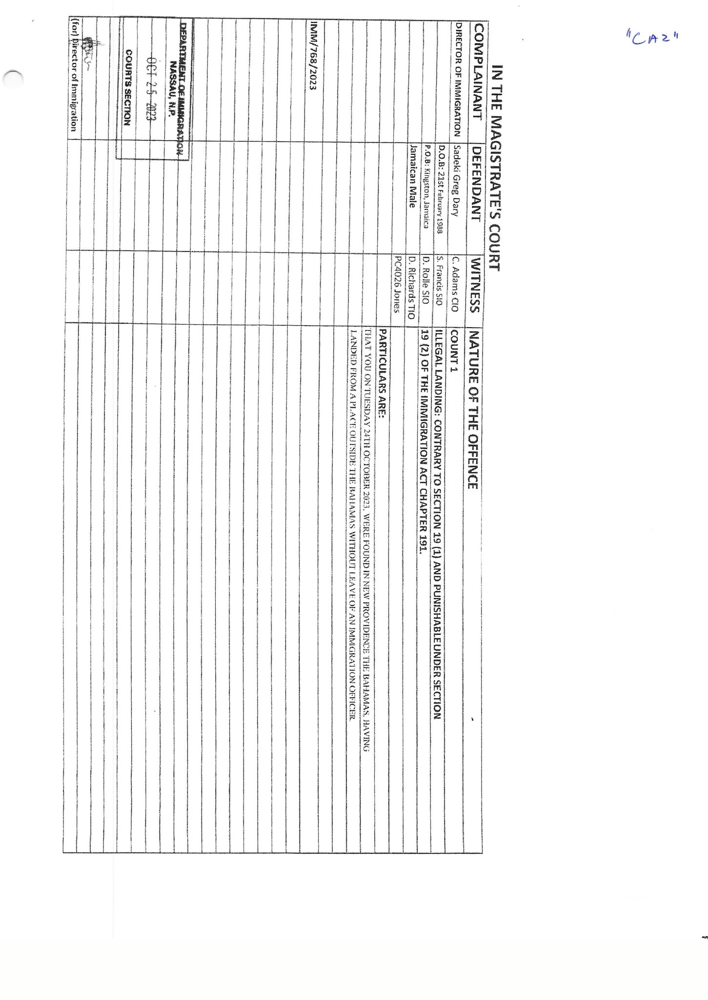 "CA2"
IN THE MAGISTRATE'S COURT
COMPLAINANT DEFENDANT WITNESS NATURE OF THE OFFENCE
DIRECTOR OF IMMIGRATION Sadeki Greg Dary C. Adams CIO COUNT 1
D.O.B: 21st February 1988 S. Francis SIO ILLEGAL LANDING: CONTRARY TO SECTION 19 (1) AND PUNISHABLE UNDER SECTION
P.O.B: Kingston, Jamaica D. Rolle SIO 19 (2) OF THE IMMIGRATION ACT CHAPTER 191.
Jamaican Male D. Richards TIO
PC4026 Jones
PARTICULARS ARE:
THAT YOU ON TUESDAY 24TH OCTOBER 2023. WERE FOUND IN NEW PROVIDENCE THE BAHAMAS, HAVING
LANDED FROM A PLACE OUTSIDE THE BAHAMAS WITHOUT LEAVE OF AN IMMIGRATION OFFICER.
IMM/768/2023
DEPARTMENT OF IMMIGRATION
NASSAU, N.P.
OCT 25 2023
COURTS SECTION
(for) Director of Immigration